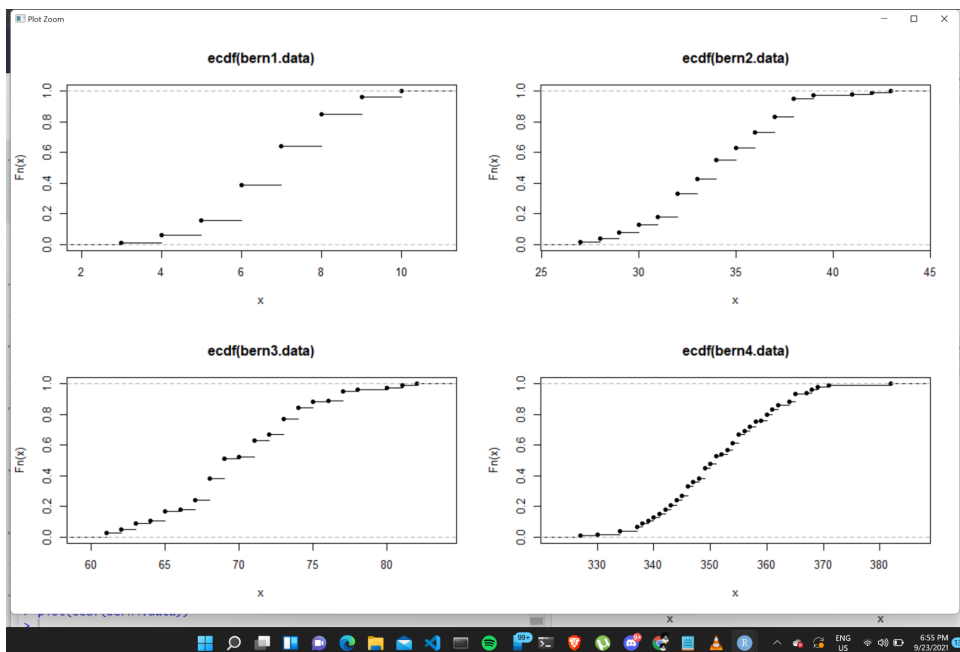 Plot Zoom
ecdf(bern1.data)
Fn(x)
0.0 0.2 0.4 0.6 0.8 1.0
2 4 6 8 10
x
ecdf(bern2.data)
Fn(x)
0.0 0.2 0.4 0.6 0.8 1.0
25 30 35 40 45
x
ecdf(bern3.data)
Fn(x)
0.0 0.2 0.4 0.6 0.8 1.0
60 65 70 75 80
x
ecdf(bern4.data)
Fn(x)
0.0 0.2 0.4 0.6 0.8 1.0
330 340 350 360 370 380
x
x x
>
99+
R
ENG
US
6:55 PM
9/23/2021